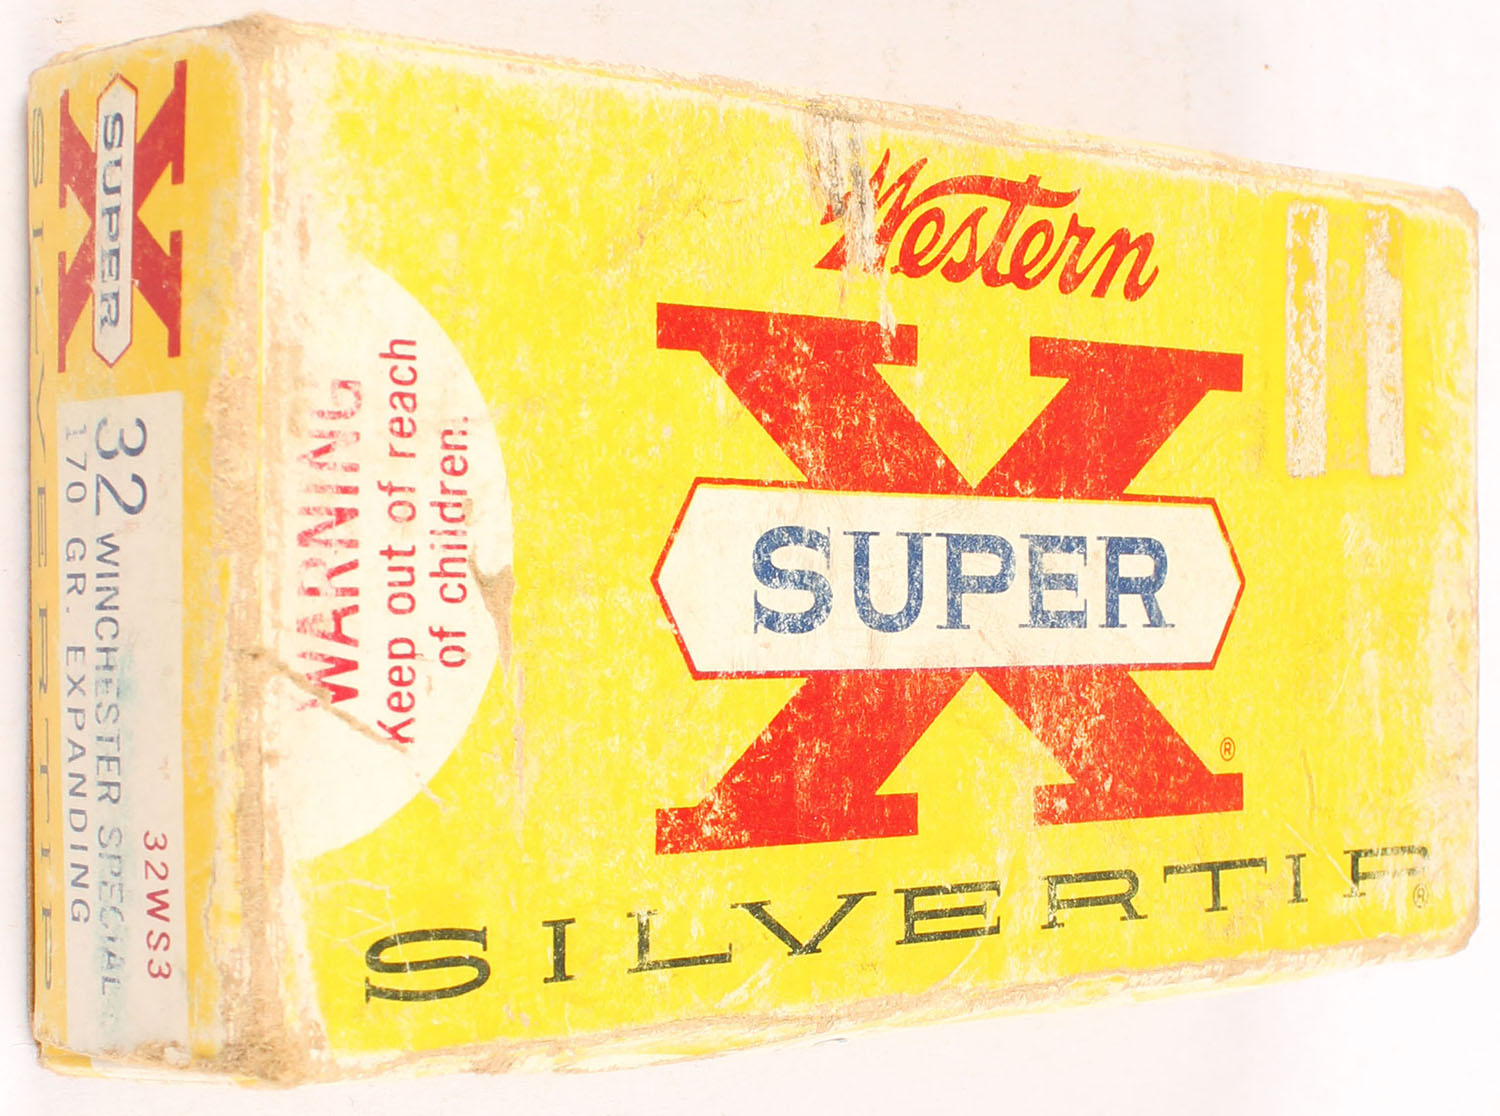 Western
X
SUPER
®
SILVERTIP
®
WARNING
Keep out of reach
of children.
X
SUPER
SILVERTIP
32 WINCHESTER SPECIAL
170 GR. EXPANDING
32WS3